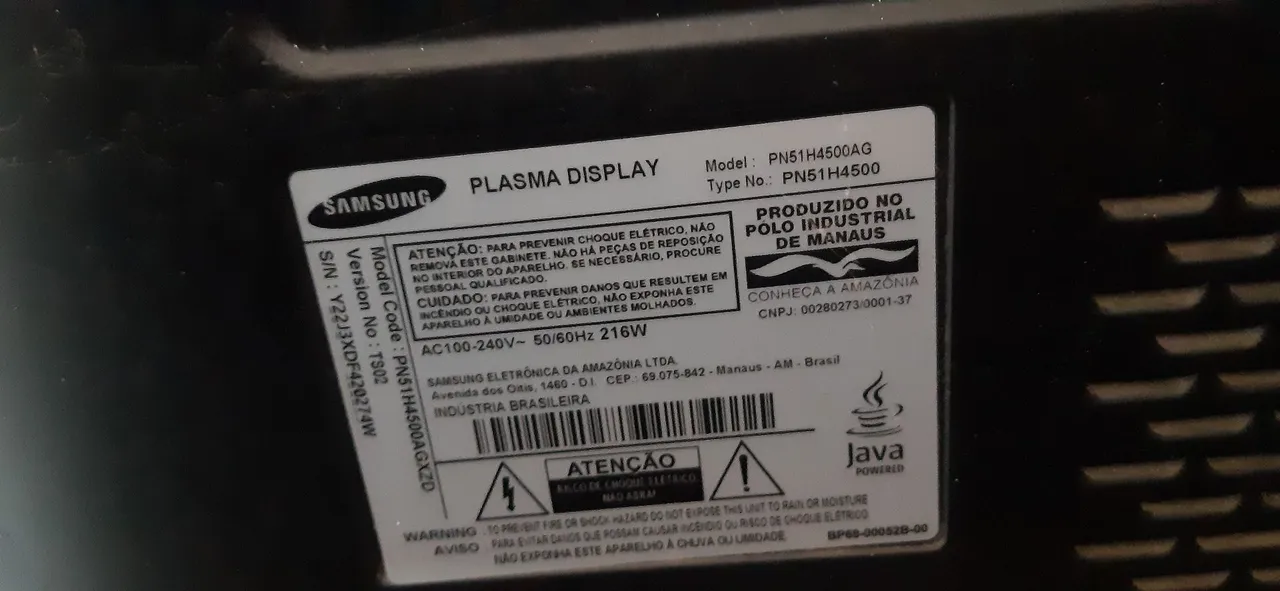 SAMSUNG
PLASMA DISPLAY
Model : PN51H4500AG
Type No.: PN51H4500
ATENÇÃO: PARA PREVENIR CHOQUE ELÉTRICO, NÃO
REMOVA ESTE GABINETE. NÃO HÁ PEÇAS DE REPOSIÇÃO
NO INTERIOR DO APARELHO. SE NECESSÁRIO, PROCURE
PESSOAL QUALIFICADO.
CUIDADO: PARA PREVENIR DANOS QUE RESULTEM EM
INCÊNDIO OU CHOQUE ELÉTRICO, NÃO EXPONHA ESTE
APARELHO À UMIDADE OU AMBIENTES MOLHADOS.
PRODUZIDO NO
PÓLO INDUSTRIAL
DE MANAUS
CONHEÇA A AMAZÔNIA
CNPJ: 00280273/0001-37
AC100-240V~ 50/60Hz 216W
SAMSUNG ELETRÔNICA DA AMAZÔNIA LTDA.
Avenida dos Oitis, 1460 - D.I. CEP.: 69.075-842 - Manaus - AM - Brasil
INDÚSTRIA BRASILEIRA
Model Code : PN51H4500AGXZD
Version No : TS02
S/N : Y22J3XDF420274W
Java
POWERED
ATENÇÃO
RISCO DE CHOQUE ELÉTRICO.
NÃO ABRA!
WARNING : TO PREVENT FIRE OR SHOCK HAZARD DO NOT EXPOSE THIS UNIT TO RAIN OR MOISTURE
AVISO PARA EVITAR DANOS QUE POSSAM CAUSAR INCÊNDIO OU RISCO DE CHOQUE ELÉTRICO
NÃO EXPONHA ESTE APARELHO À CHUVA OU UMIDADE.
BP68-00052B-00